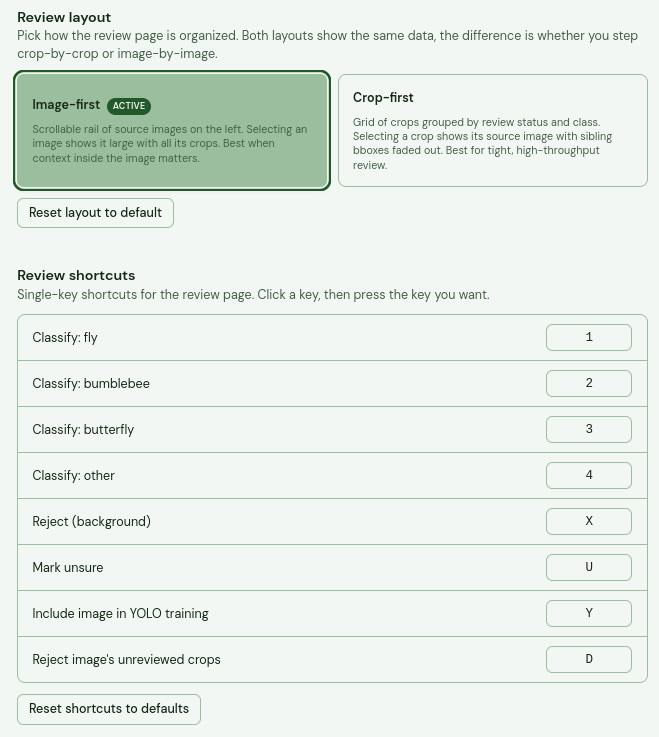 Review layout
Pick how the review page is organized. Both layouts show the same data, the difference is whether you step
crop-by-crop or image-by-image.
Image-first ACTIVE
Scrollable rail of source images on the left. Selecting an
image shows it large with all its crops. Best when
context inside the image matters.
Crop-first
Grid of crops grouped by review status and class.
Selecting a crop shows its source image with sibling
bboxes faded out. Best for tight, high-throughput
review.
Reset layout to default
Review shortcuts
Single-key shortcuts for the review page. Click a key, then press the key you want.
Classify: fly 1
Classify: bumblebee 2
Classify: butterfly 3
Classify: other 4
Reject (background) X
Mark unsure U
Include image in YOLO training Y
Reject image's unreviewed crops D
Reset shortcuts to defaults